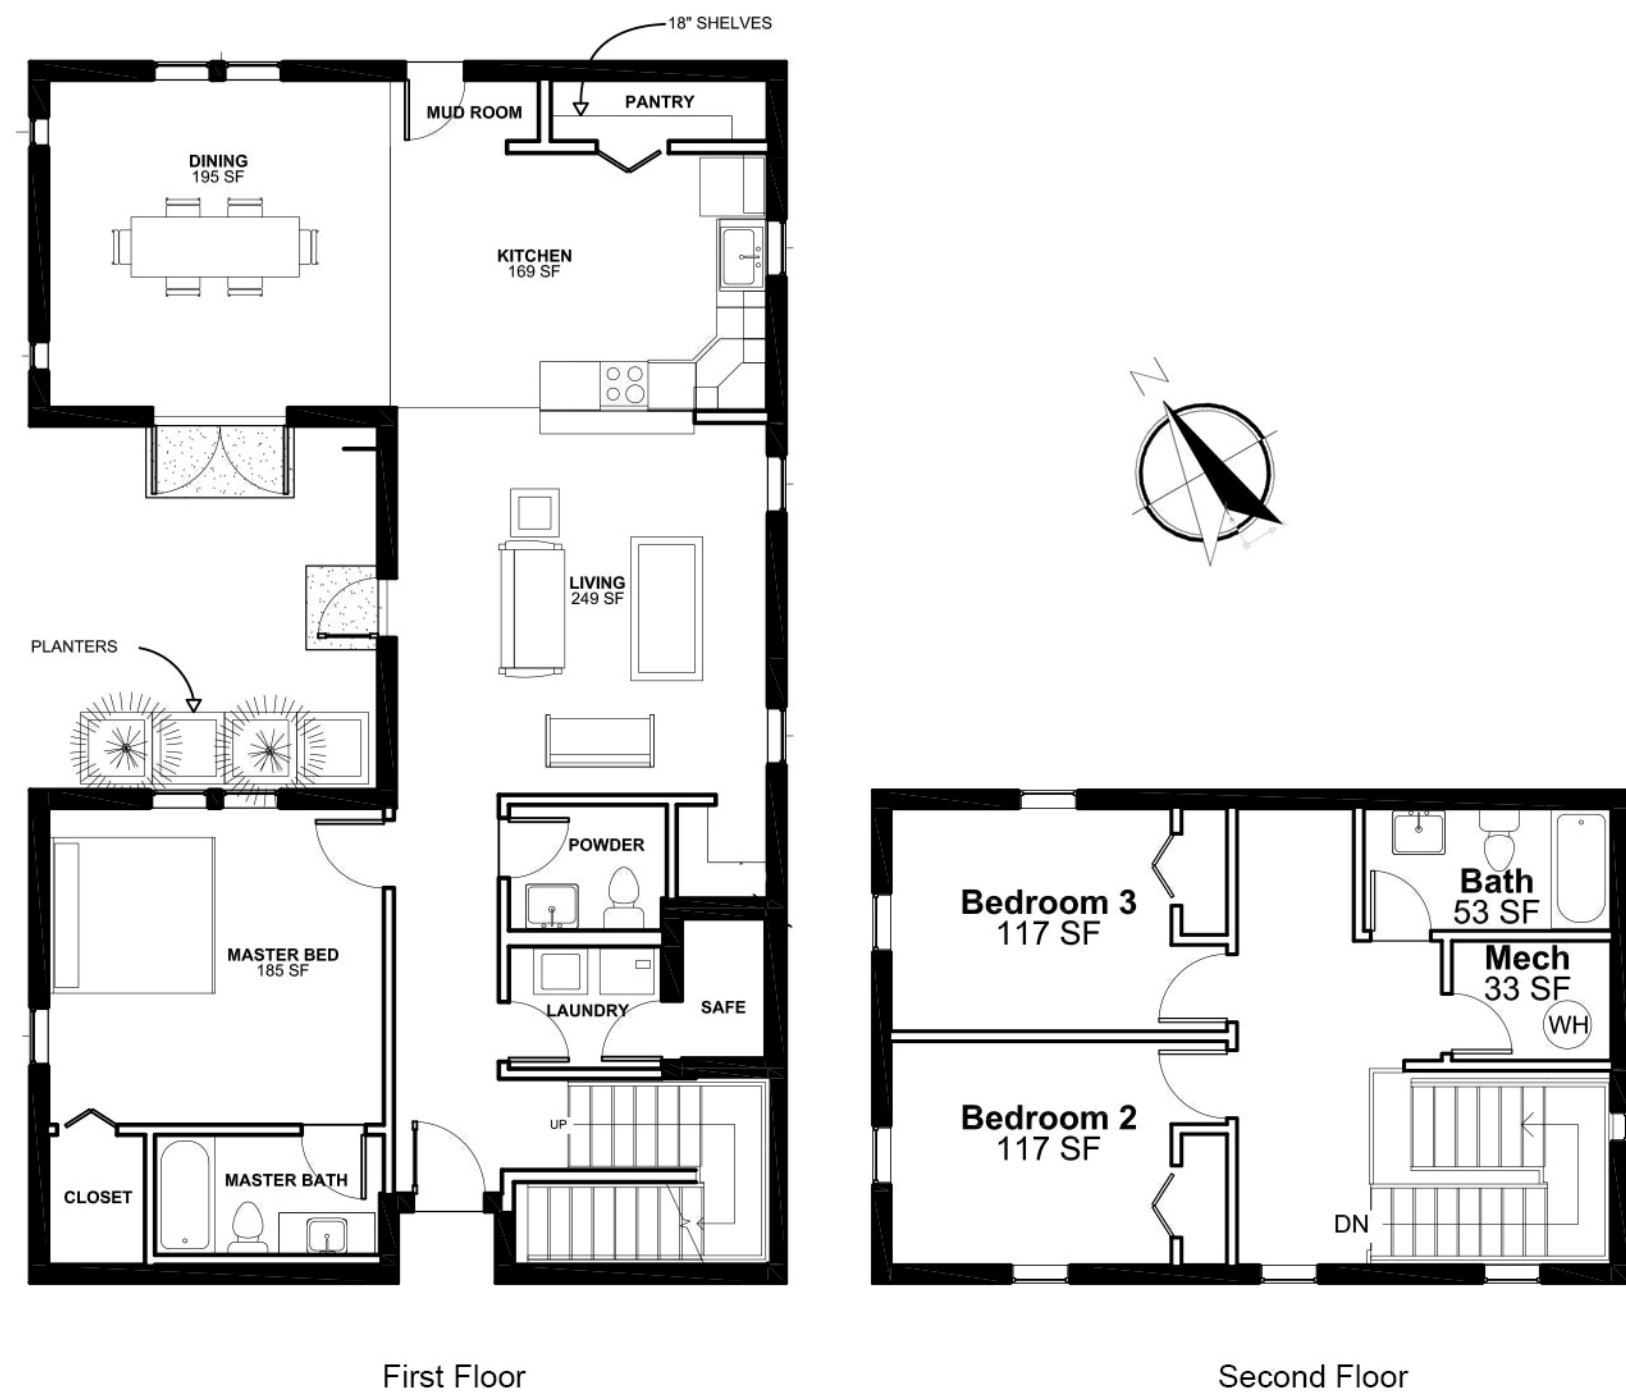 18" SHELVES
MUD ROOM
PANTRY
DINING
195 SF
KITCHEN
169 SF
N
LIVING
249 SF
PLANTERS
POWDER
MASTER BED
185 SF
LAUNDRY
SAFE
UP
MASTER BATH
CLOSET
Bedroom 3
117 SF
Bath
53 SF
Mech
33 SF
WH
Bedroom 2
117 SF
DN
First Floor
Second Floor